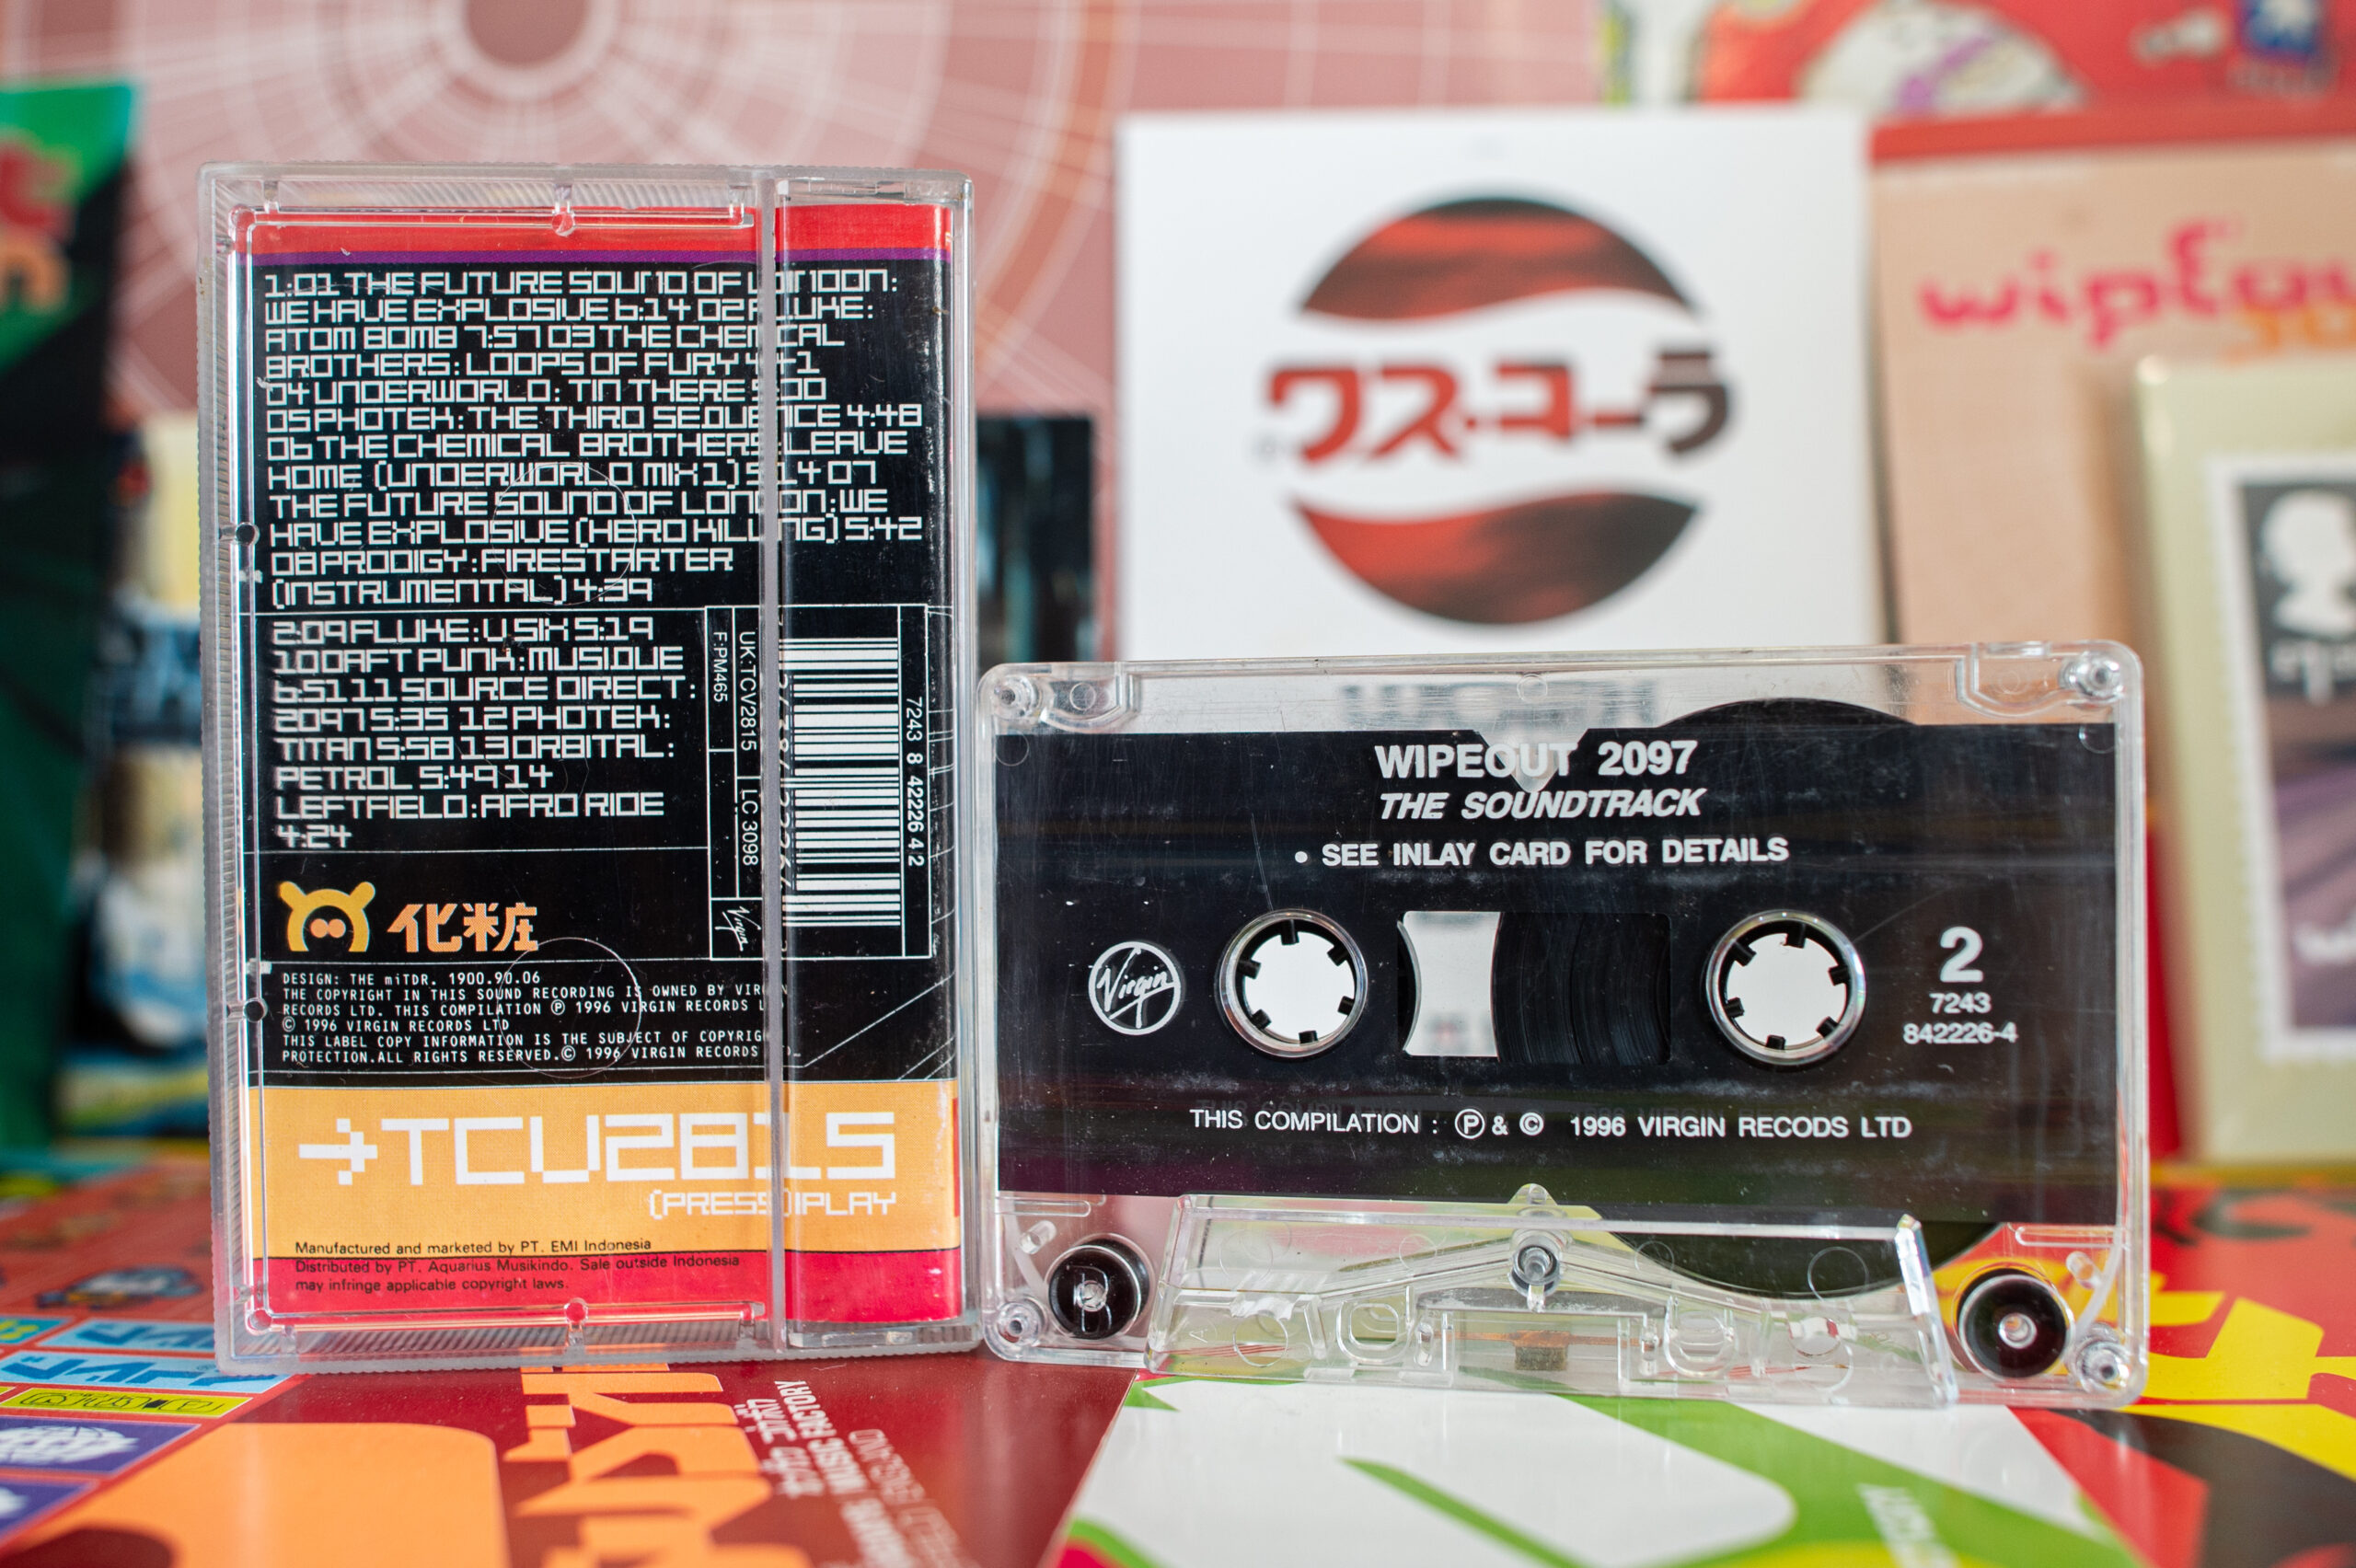 1:01 THE FUTURE SOUND OF LONDON:
WE HAVE EXPLOSIVE 6:14 02 FLUKE:
ATOM BOMB 7:57 03 THE CHEMICAL
BROTHERS: LOOPS OF FURY 4:41
04 UNDERWORLD: TIN THERE 5:00
05 PHOTEK: THE THIRD SEQUENCE 4:48
06 THE CHEMICAL BROTHERS: LEAVE
HOME (UNDERWORLD MIX 1) 5:14 07
THE FUTURE SOUND OF LONDON: WE
HAVE EXPLOSIVE (HERD KILLING) 5:42
08 PRODIGY: FIRESTARTER
(INSTRUMENTAL) 4:39
2:09 FLUKE: V SIX 5:19
10 DAFT PUNK: MUSIQUE
6:51 11 SOURCE DIRECT:
2097 5:35 12 PHOTEK:
TITAN 5:58 13 ORBITAL:
PETROL 5:49 14
LEFTFIELD: AFRO RIDE
4:24
F:PM465
UK:TCV2815
LC 3098
Virgin
7243 8 42226 4 2
化粧
DESIGN: THE miTDR. 1900.90.06
THE COPYRIGHT IN THIS SOUND RECORDING IS OWNED BY VIRGIN
RECORDS LTD. THIS COMPILATION Ⓟ 1996 VIRGIN RECORDS
© 1996 VIRGIN RECORDS LTD
THIS LABEL COPY INFORMATION IS THE SUBJECT OF COPYRIGHT
PROTECTION.ALL RIGHTS RESERVED.© 1996 VIRGIN RECORDS
→TCV2815
(PRESS)PLAY
Manufactured and marketed by PT. EMI Indonesia
Distributed by PT. Aquarius Musikindo. Sale outside Indonesia
may infringe applicable copyright laws.
ワス・コーラ
WIPEOUT 2097
THE SOUNDTRACK
• SEE INLAY CARD FOR DETAILS
Virgin
2
7243
842226-4
THIS COMPILATION : Ⓟ & © 1996 VIRGIN RECODS LTD
MUSIC FACTORY